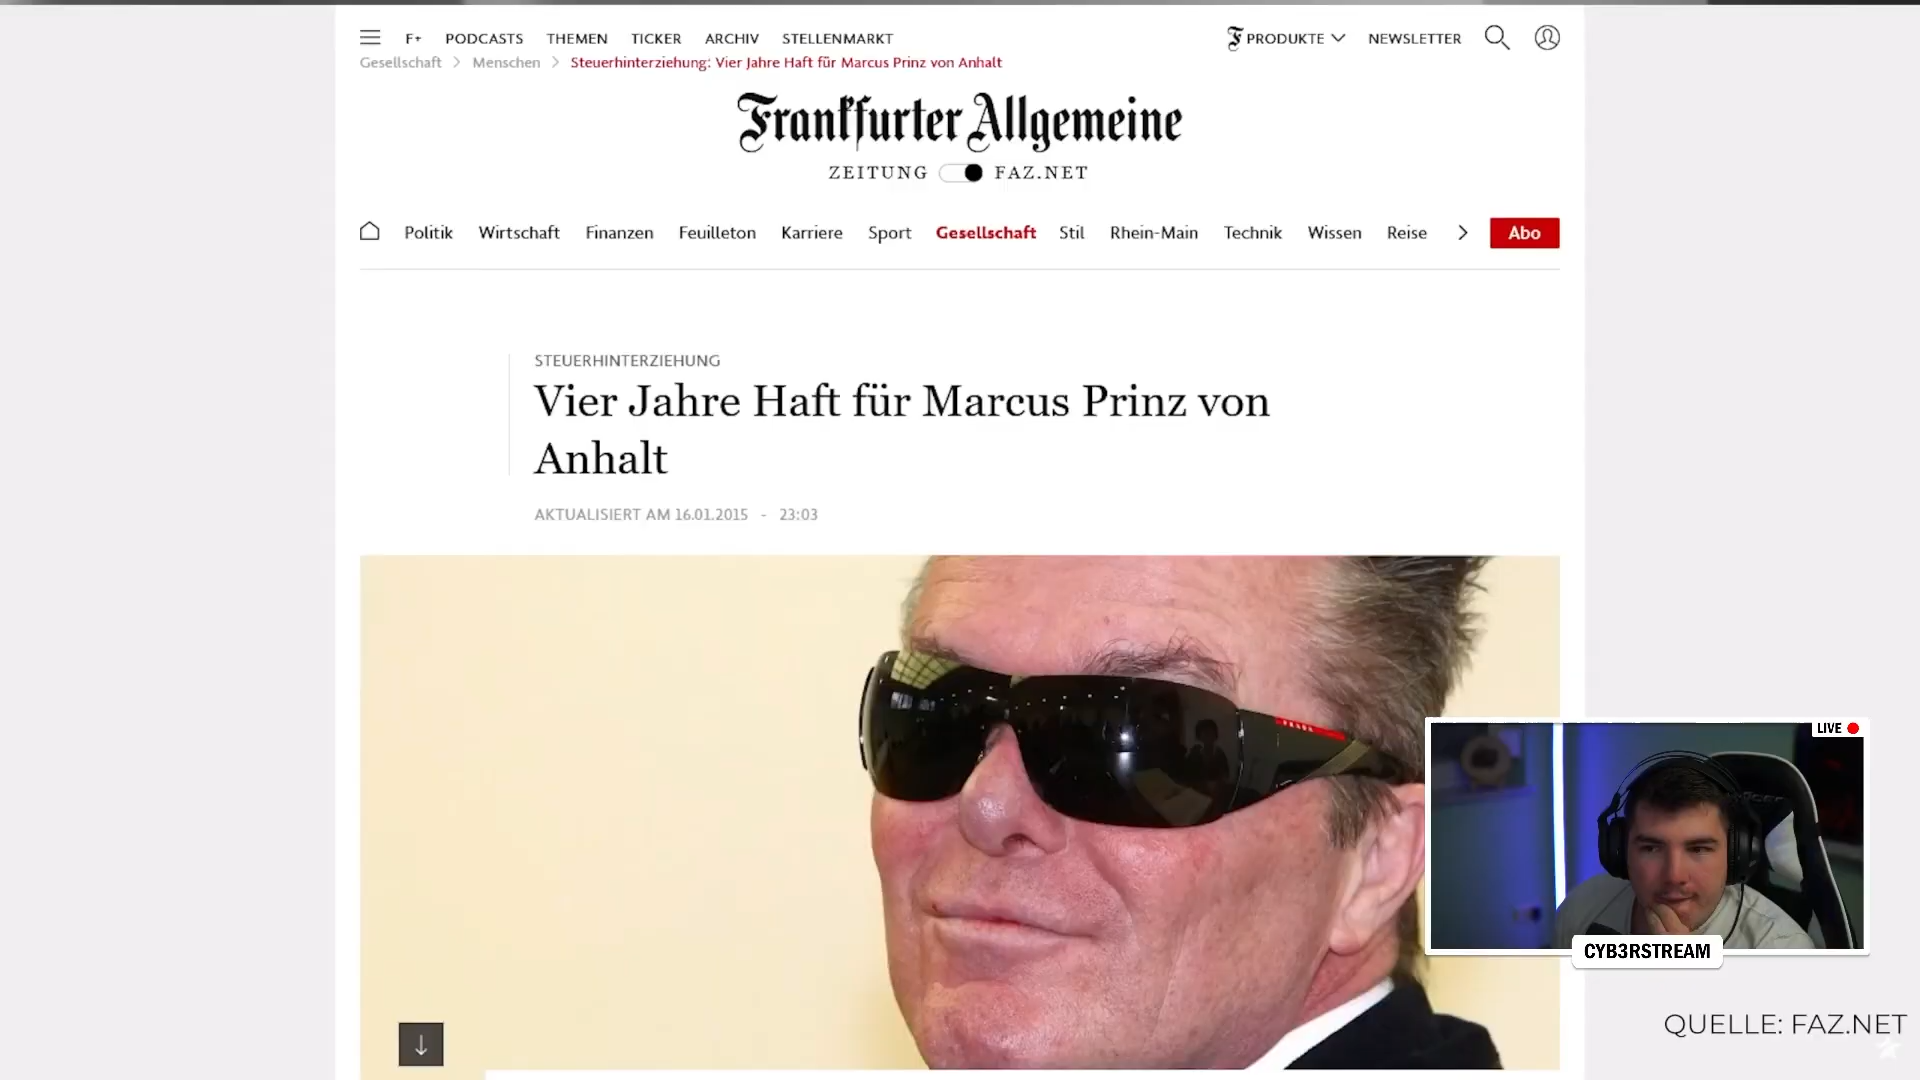 F+ PODCASTS THEMEN TICKER ARCHIV STELLENMARKT F PRODUKTE NEWSLETTER
Gesellschaft > Menschen > Steuerhinterziehung: Vier Jahre Haft für Marcus Prinz von Anhalt
Frankfurter Allgemeine
ZEITUNG FAZ.NET
Politik Wirtschaft Finanzen Feuilleton Karriere Sport Gesellschaft Stil Rhein-Main Technik Wissen Reise > Abo
STEUERHINTERZIEHUNG
Vier Jahre Haft für Marcus Prinz von
Anhalt
AKTUALISIERT AM 16.01.2015 - 23:03
PRADA
LIVE
CYB3RSTREAM
QUELLE: FAZ.NET